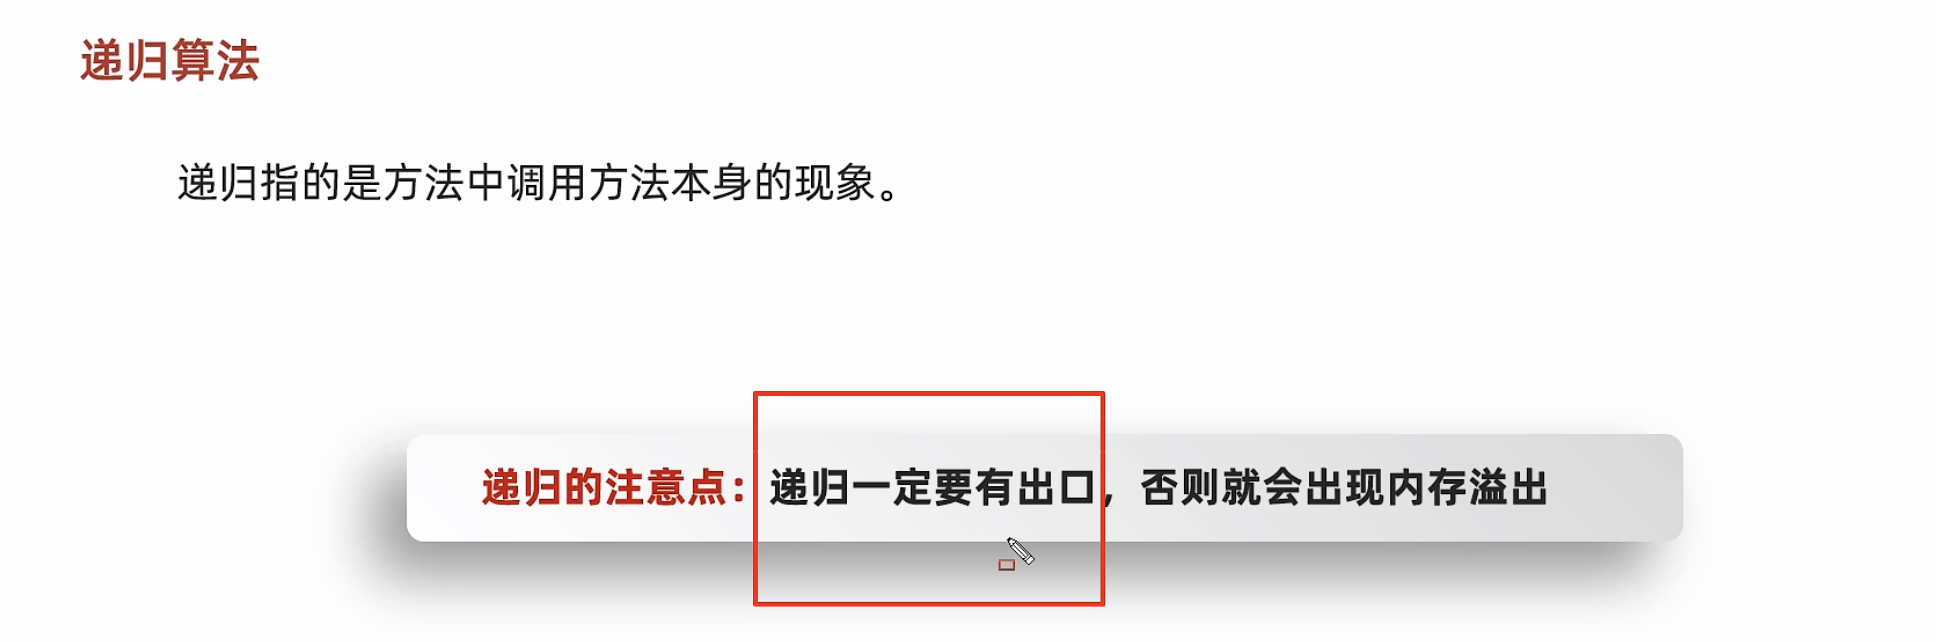 递归算法
递归指的是方法中调用方法本身的现象。
递归的注意点：递归一定要有出口，否则就会出现内存溢出